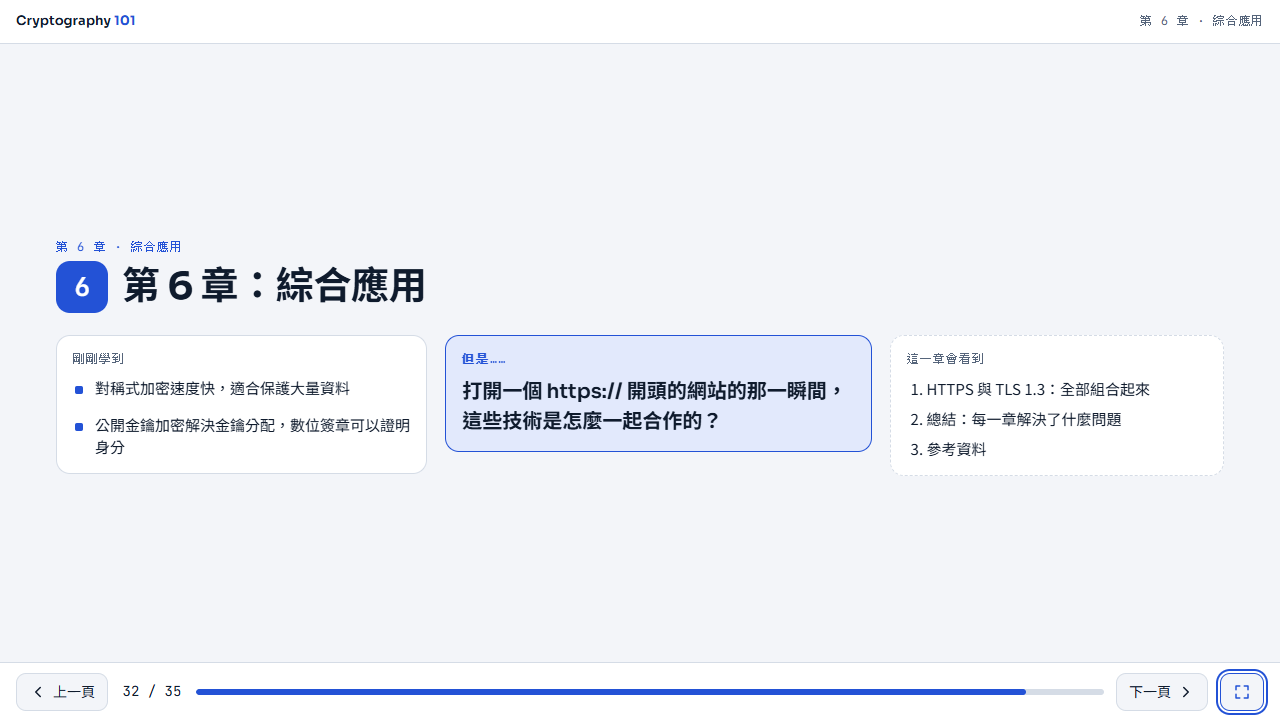 Cryptography 101
第 6 章 · 綜合應用
第 6 章 · 綜合應用
6
第 6 章：綜合應用
剛剛學到
對稱式加密速度快，適合保護大量資料
公開金鑰加密解決金鑰分配，數位簽章可以證明
身分
但是……
打開一個 https:// 開頭的網站的那一瞬間，
這些技術是怎麼一起合作的？
這一章會看到
1. HTTPS 與 TLS 1.3：全部組合起來
2. 總結：每一章解決了什麼問題
3. 參考資料
上一頁
32 / 35
下一頁